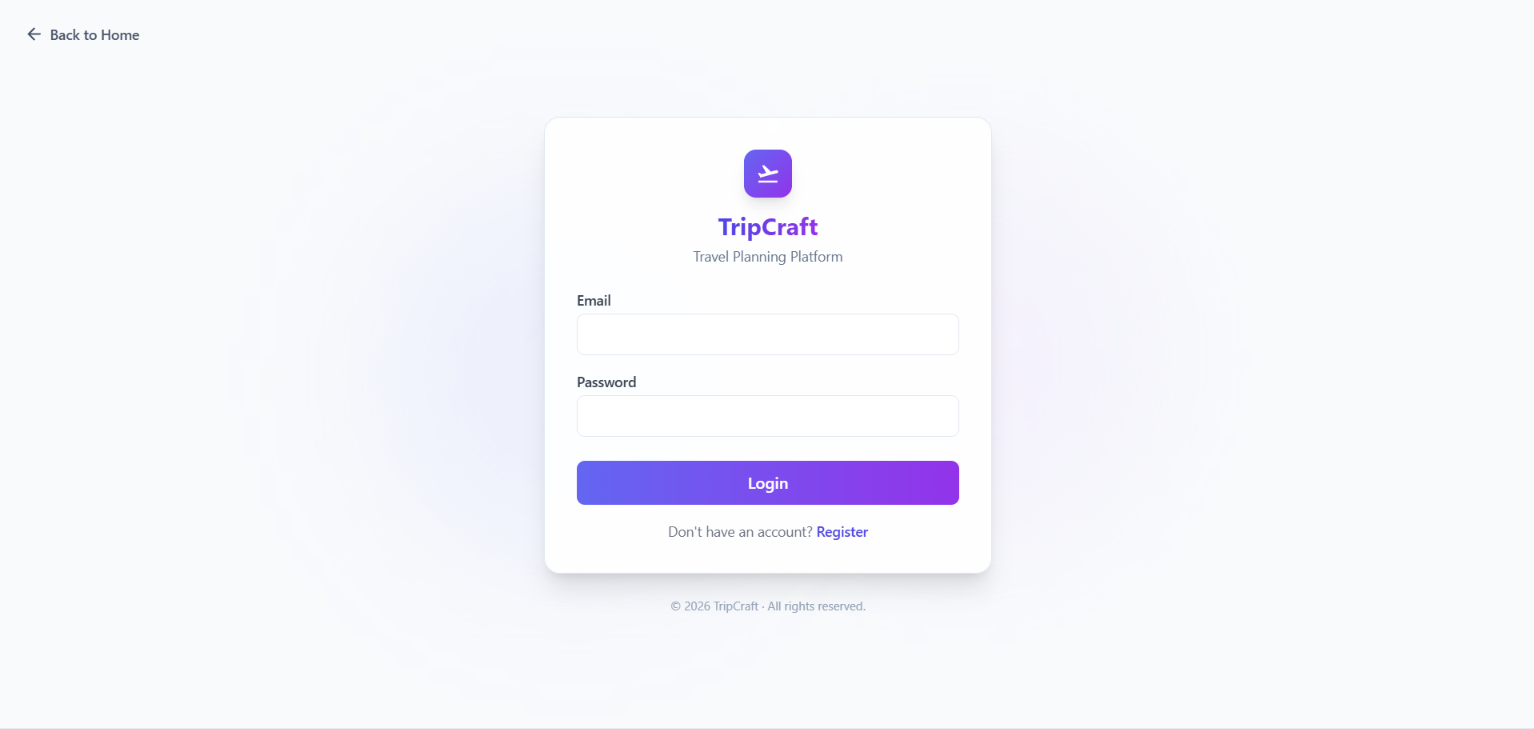 Back to Home
TripCraft
Travel Planning Platform
Email
Password
Login
Don't have an account? Register
© 2026 TripCraft · All rights reserved.